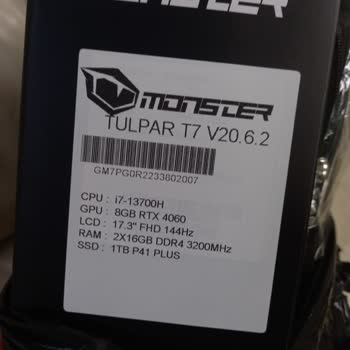 MONSTER
MONSTER
TULPAR T7 V20.6.2
GM7PG0R2233802007
CPU : i7-13700H
GPU : 8GB RTX 4060
LCD : 17.3" FHD 144Hz
RAM : 2X16GB DDR4 3200MHz
SSD : 1TB P41 PLUS